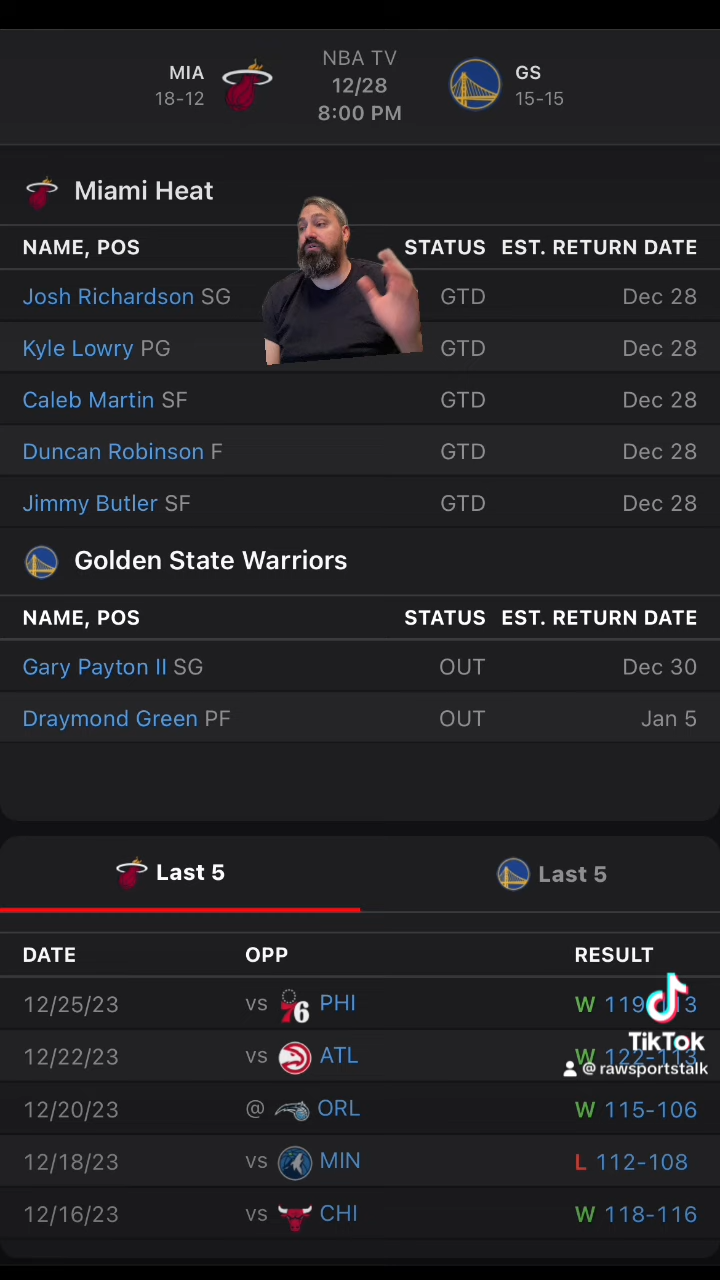 MIA
18-12
NBA TV
12/28
8:00 PM
GS
15-15
Miami Heat
NAME, POS STATUS EST. RETURN DATE
Josh Richardson SG GTD Dec 28
Kyle Lowry PG GTD Dec 28
Caleb Martin SF GTD Dec 28
Duncan Robinson F GTD Dec 28
Jimmy Butler SF GTD Dec 28
Golden State Warriors
NAME, POS STATUS EST. RETURN DATE
Gary Payton II SG OUT Dec 30
Draymond Green PF OUT Jan 5
Last 5 Last 5
DATE OPP RESULT
12/25/23 vs 76 PHI W 119-113
12/22/23 vs ATL W 122-113
12/20/23 @ ORL W 115-106
12/18/23 vs MIN L 112-108
12/16/23 vs CHI W 118-116
TikTok
@rawsportstalk